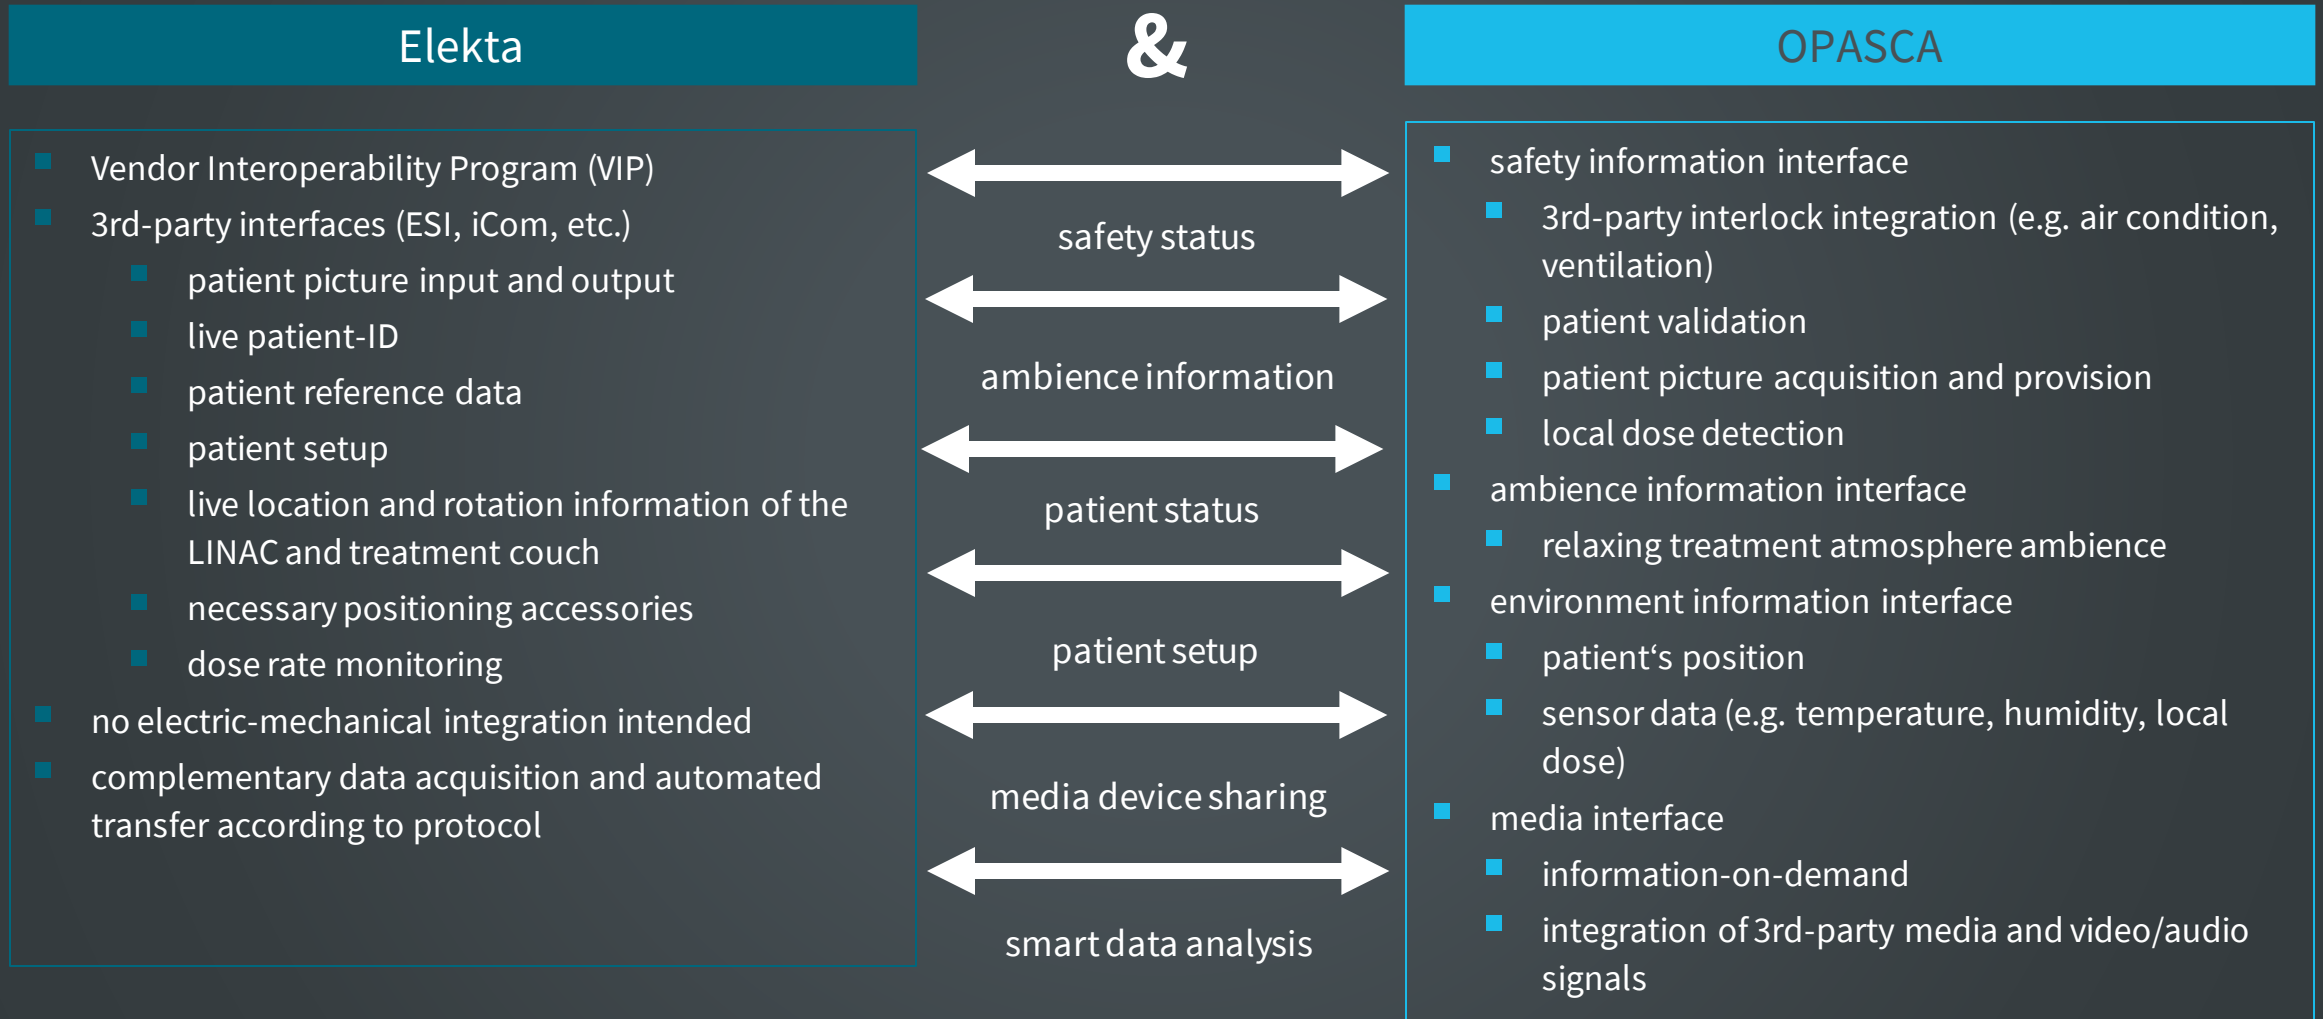 Elekta
&
OPASCA
Vendor Interoperability Program (VIP)
3rd-party interfaces (ESI, iCom, etc.)
patient picture input and output
live patient-ID
patient reference data
patient setup
live location and rotation information of the
LINAC and treatment couch
necessary positioning accessories
dose rate monitoring
no electric-mechanical integration intended
complementary data acquisition and automated
transfer according to protocol
safety status
ambience information
patient status
patient setup
media device sharing
smart data analysis
safety information interface
3rd-party interlock integration (e.g. air condition,
ventilation)
patient validation
patient picture acquisition and provision
local dose detection
ambience information interface
relaxing treatment atmosphere ambience
environment information interface
patient‘s position
sensor data (e.g. temperature, humidity, local
dose)
media interface
information-on-demand
integration of 3rd-party media and video/audio
signals